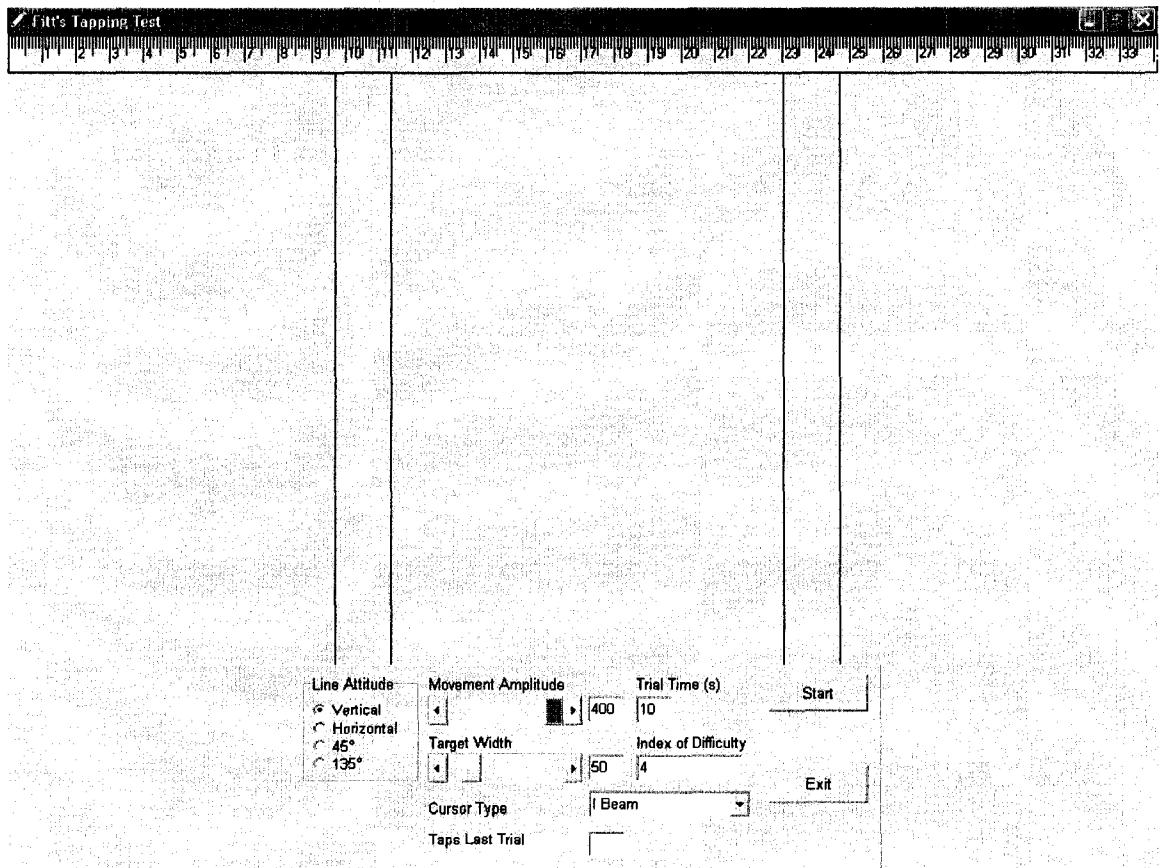 Fitt's Tapping Test
1 2 3 4 5 6 7 8 9 10 11 12 13 14 15 16 17 18 19 20 21 22 23 24 25 26 27 28 29 30 31 32 33
Line Attitude
Vertical
Horizontal
45°
135°
Movement Amplitude
400
Trial Time (s)
10
Start
Target Width
50
Index of Difficulty
4
Exit
Cursor Type
I Beam
Taps Last Trial